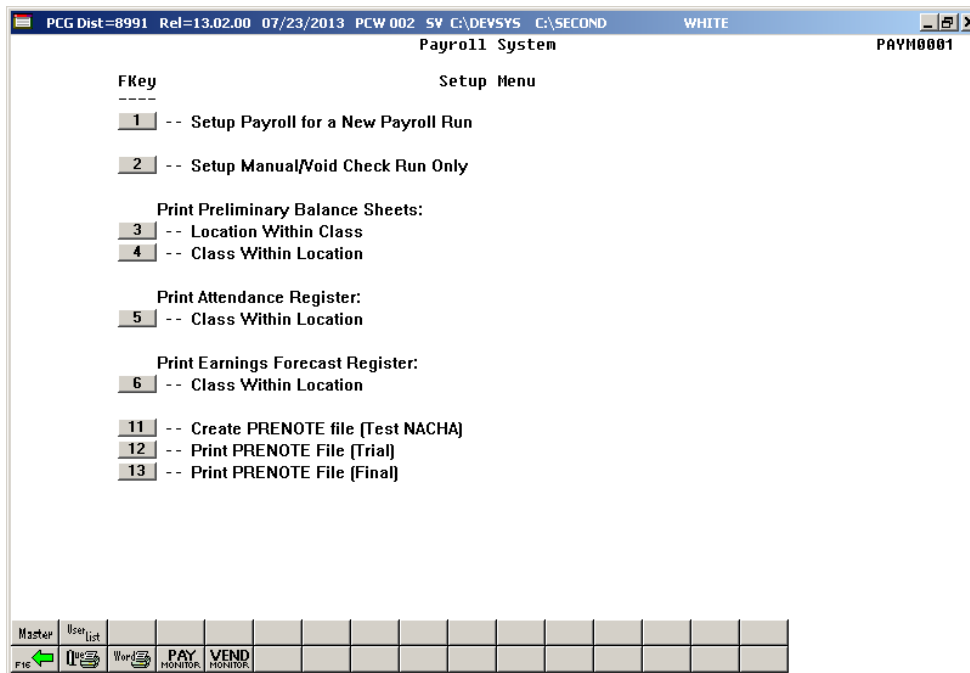 PCG Dist=8991 Rel=13.02.00 07/23/2013 PCW 002 SV C:\DEVSYS C:\SECOND WHITE
Payroll System PAYM0001
FKey Setup Menu
----
1 -- Setup Payroll for a New Payroll Run
2 -- Setup Manual/Void Check Run Only
Print Preliminary Balance Sheets:
3 -- Location Within Class
4 -- Class Within Location
Print Attendance Register:
5 -- Class Within Location
Print Earnings Forecast Register:
6 -- Class Within Location
11 -- Create PRENOTE file (Test NACHA)
12 -- Print PRENOTE File (Trial)
13 -- Print PRENOTE File (Final)
Master User List
F16 Que Word PAY MONITOR VEND MONITOR